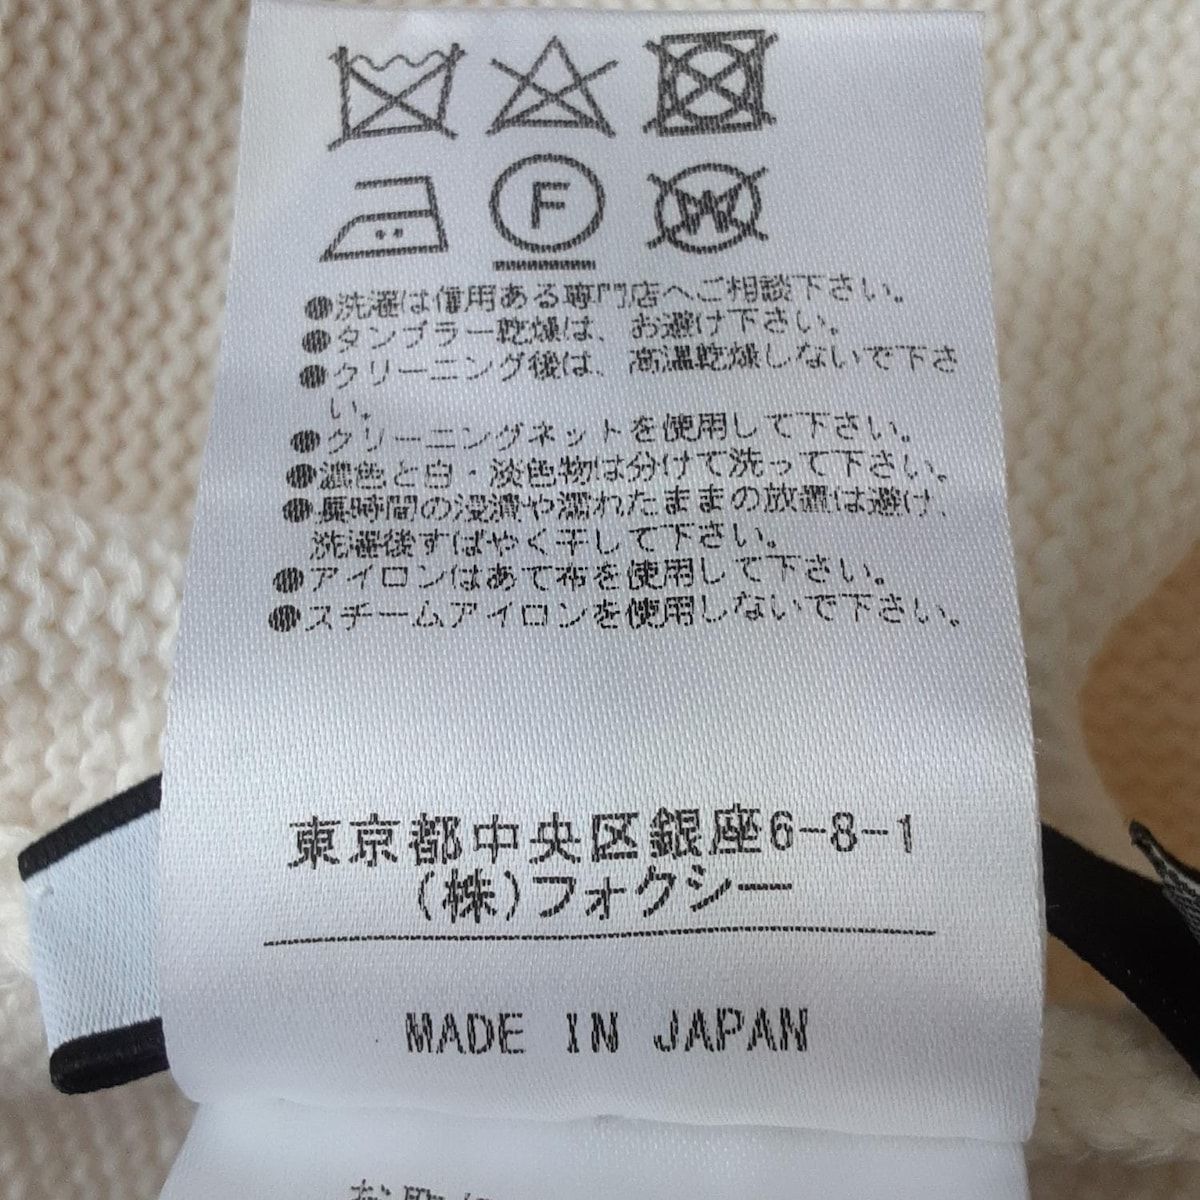 F
W
●洗濯は信用ある専門店へご相談下さい。
●タンブラー乾燥は、お避け下さい。
●クリーニング後は、高温乾燥しないで下さ
い。
●クリーニングネットを使用して下さい。
●濃色と白・淡色物は分けて洗って下さい。
●長時間の浸漬や濡れたままの放置は避け、
洗濯後すばやく干して下さい。
●アイロンはあて布を使用して下さい。
●スチームアイロンを使用しないで下さい。
東京都中央区銀座6-8-1
(株)フォクシー
MADE IN JAPAN